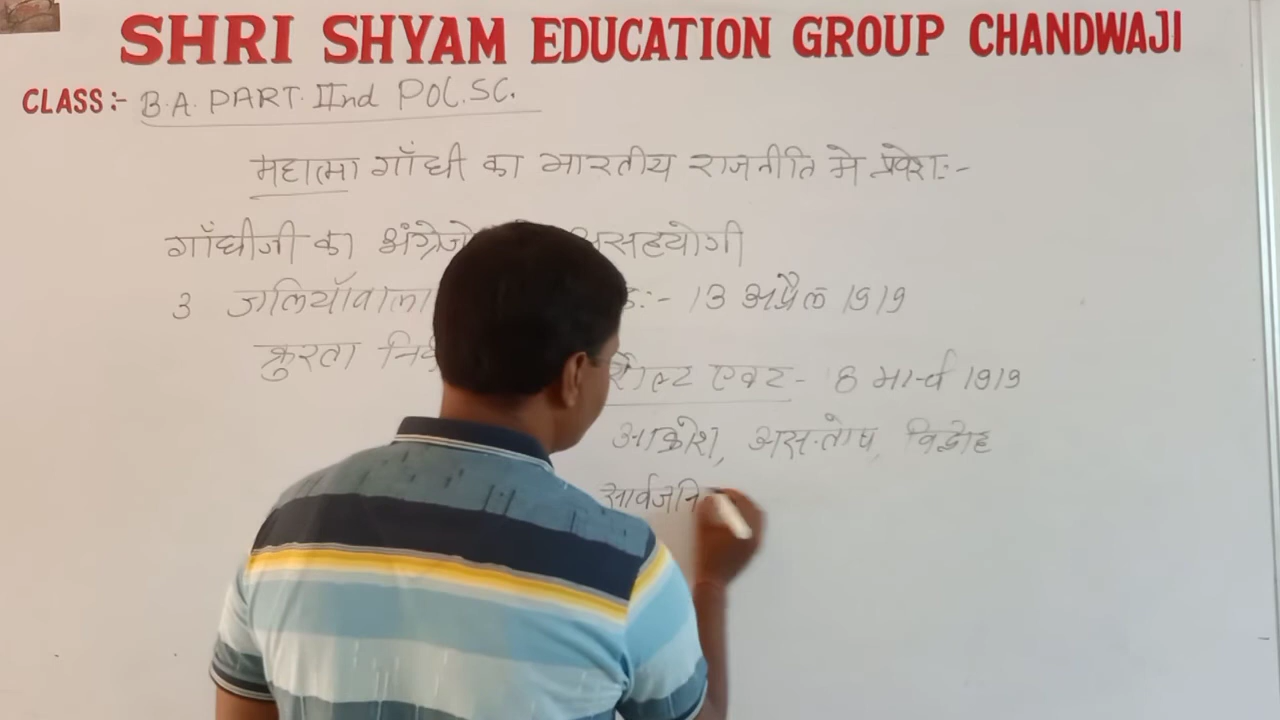 SHRI SHYAM EDUCATION GROUP CHANDWAJI
CLASS:- B.A. PART IInd POL.SC.
महात्मा गाँधी का भारतीय राजनीति मे प्रवेश:-
गाँधीजी का असहयोगी
3 जलियाँवाला :- 13 अप्रैल 1919
क्रुरता
रोलट एक्ट - 8 मार्च 1919
आक्रोश, असन्तोष, विद्रोह
सार्वजनि